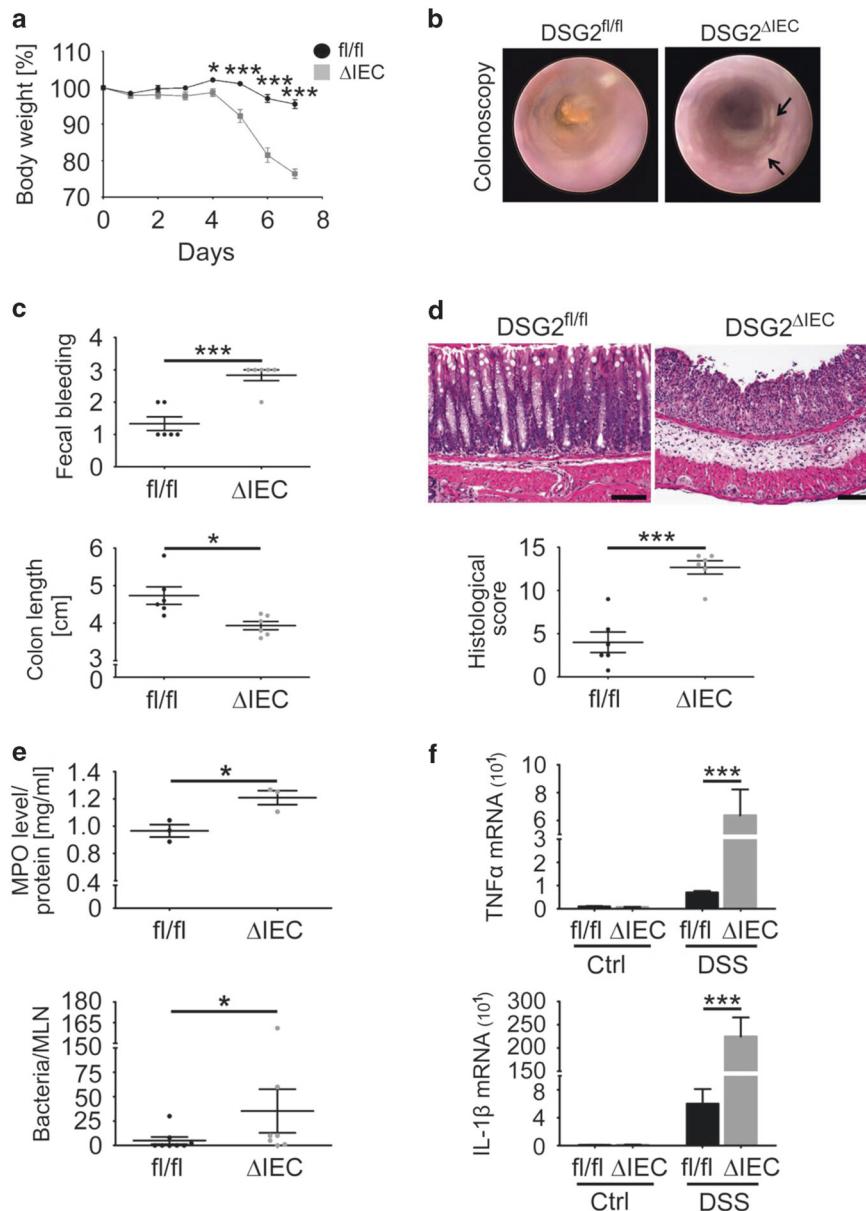 a
fl/fl
ΔIEC
Body weight [%]
110
100
90
80
70
* *** *** ***
0 2 4 6 8
Days
b
DSG2fl/fl DSG2ΔIEC
Colonoscopy
c
Fecal bleeding
4
3
2
1
0
***
fl/fl ΔIEC
Colon length
[cm]
6
5
4
3
0
*
fl/fl ΔIEC
d
DSG2fl/fl DSG2ΔIEC
Histological
score
15
10
5
0
***
fl/fl ΔIEC
e
MPO level/
protein [mg/ml]
1.4
1.2
1.0
0.8
0.4
0
*
fl/fl ΔIEC
Bacteria/MLN
180
165
150
75
50
25
0
*
fl/fl ΔIEC
f
TNFα mRNA (10¹)
10
8
6
4
3
2
1
0
***
fl/fl ΔIEC fl/fl ΔIEC
Ctrl DSS
IL-1β mRNA (10¹)
300
250
200
150
8
4
0
***
fl/fl ΔIEC fl/fl ΔIEC
Ctrl DSS